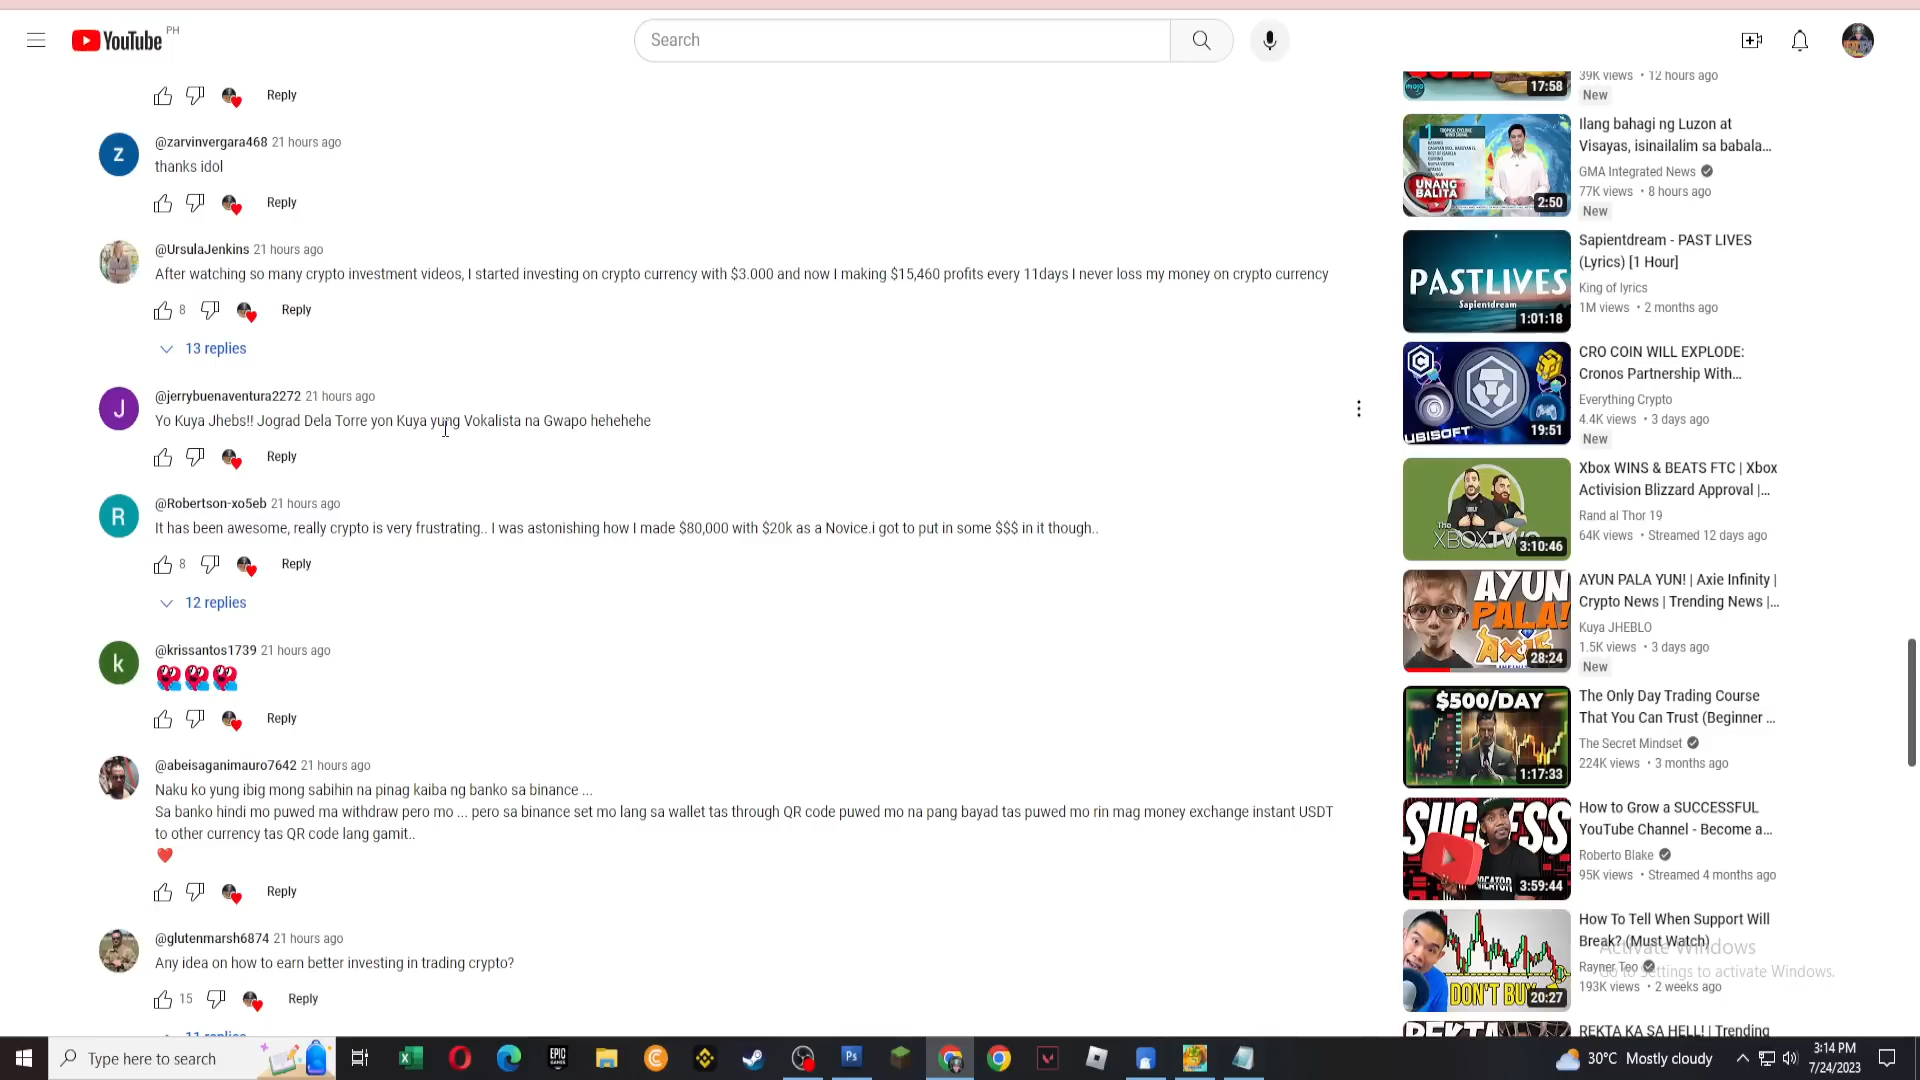 YouTube PH
Search
Reply
@zarvinvergara468 21 hours ago
thanks idol
Reply
@UrsulaJenkins 21 hours ago
After watching so many crypto investment videos, I started investing on crypto currency with $3.000 and now I making $15,460 profits every 11days I never loss my money on crypto currency
8 Reply
13 replies
@jerrybuenaventura2272 21 hours ago
Yo Kuya Jhebs!! Jograd Dela Torre yon Kuya yung Vokalista na Gwapo hehehehe
Reply
@Robertson-xo5eb 21 hours ago
It has been awesome, really crypto is very frustrating.. I was astonishing how I made $80,000 with $20k as a Novice.i got to put in some $$$ in it though..
8 Reply
12 replies
@krissantos1739 21 hours ago
Reply
@abeisaganimauro7642 21 hours ago
Naku ko yung ibig mong sabihin na pinag kaiba ng banko sa binance ...
Sa banko hindi mo puwed ma withdraw pero mo ... pero sa binance set mo lang sa wallet tas through QR code puwed mo na pang bayad tas puwed mo rin mag money exchange instant USDT
to other currency tas QR code lang gamit..
Reply
@glutenmarsh6874 21 hours ago
Any idea on how to earn better investing in trading crypto?
15 Reply
11 replies
17:58
39K views • 12 hours ago
New
UNANG
BALITA
2:50
Ilang bahagi ng Luzon at
Visayas, isinailalim sa babala...
GMA Integrated News
77K views • 8 hours ago
New
PASTLIVES
Sapientdream
1:01:18
Sapientdream - PAST LIVES
(Lyrics) [1 Hour]
King of lyrics
1M views • 2 months ago
UBISOFT
19:51
CRO COIN WILL EXPLODE:
Cronos Partnership With...
Everything Crypto
4.4K views • 3 days ago
New
The
XBOXTWO
3:10:46
Xbox WINS & BEATS FTC | Xbox
Activision Blizzard Approval |...
Rand al Thor 19
64K views • Streamed 12 days ago
AYUN
PALA!
AXIE
28:24
AYUN PALA YUN! | Axie Infinity |
Crypto News | Trending News |...
Kuya JHEBLO
1.5K views • 3 days ago
New
$500/DAY
1:17:33
The Only Day Trading Course
That You Can Trust (Beginner ...
The Secret Mindset
224K views • 3 months ago
SUCCESS
3:59:44
How to Grow a SUCCESSFUL
YouTube Channel - Become a...
Roberto Blake
95K views • Streamed 4 months ago
DON'T BUY
20:27
How To Tell When Support Will
Break? (Must Watch)
Rayner Teo
193K views • 2 weeks ago
Activate Windows
Go to Settings to activate Windows.
REKTA
REKTA KA SA HELL! | Trending
Type here to search
EPIC
GAMES
Ps
30°C Mostly cloudy
3:14 PM
7/24/2023